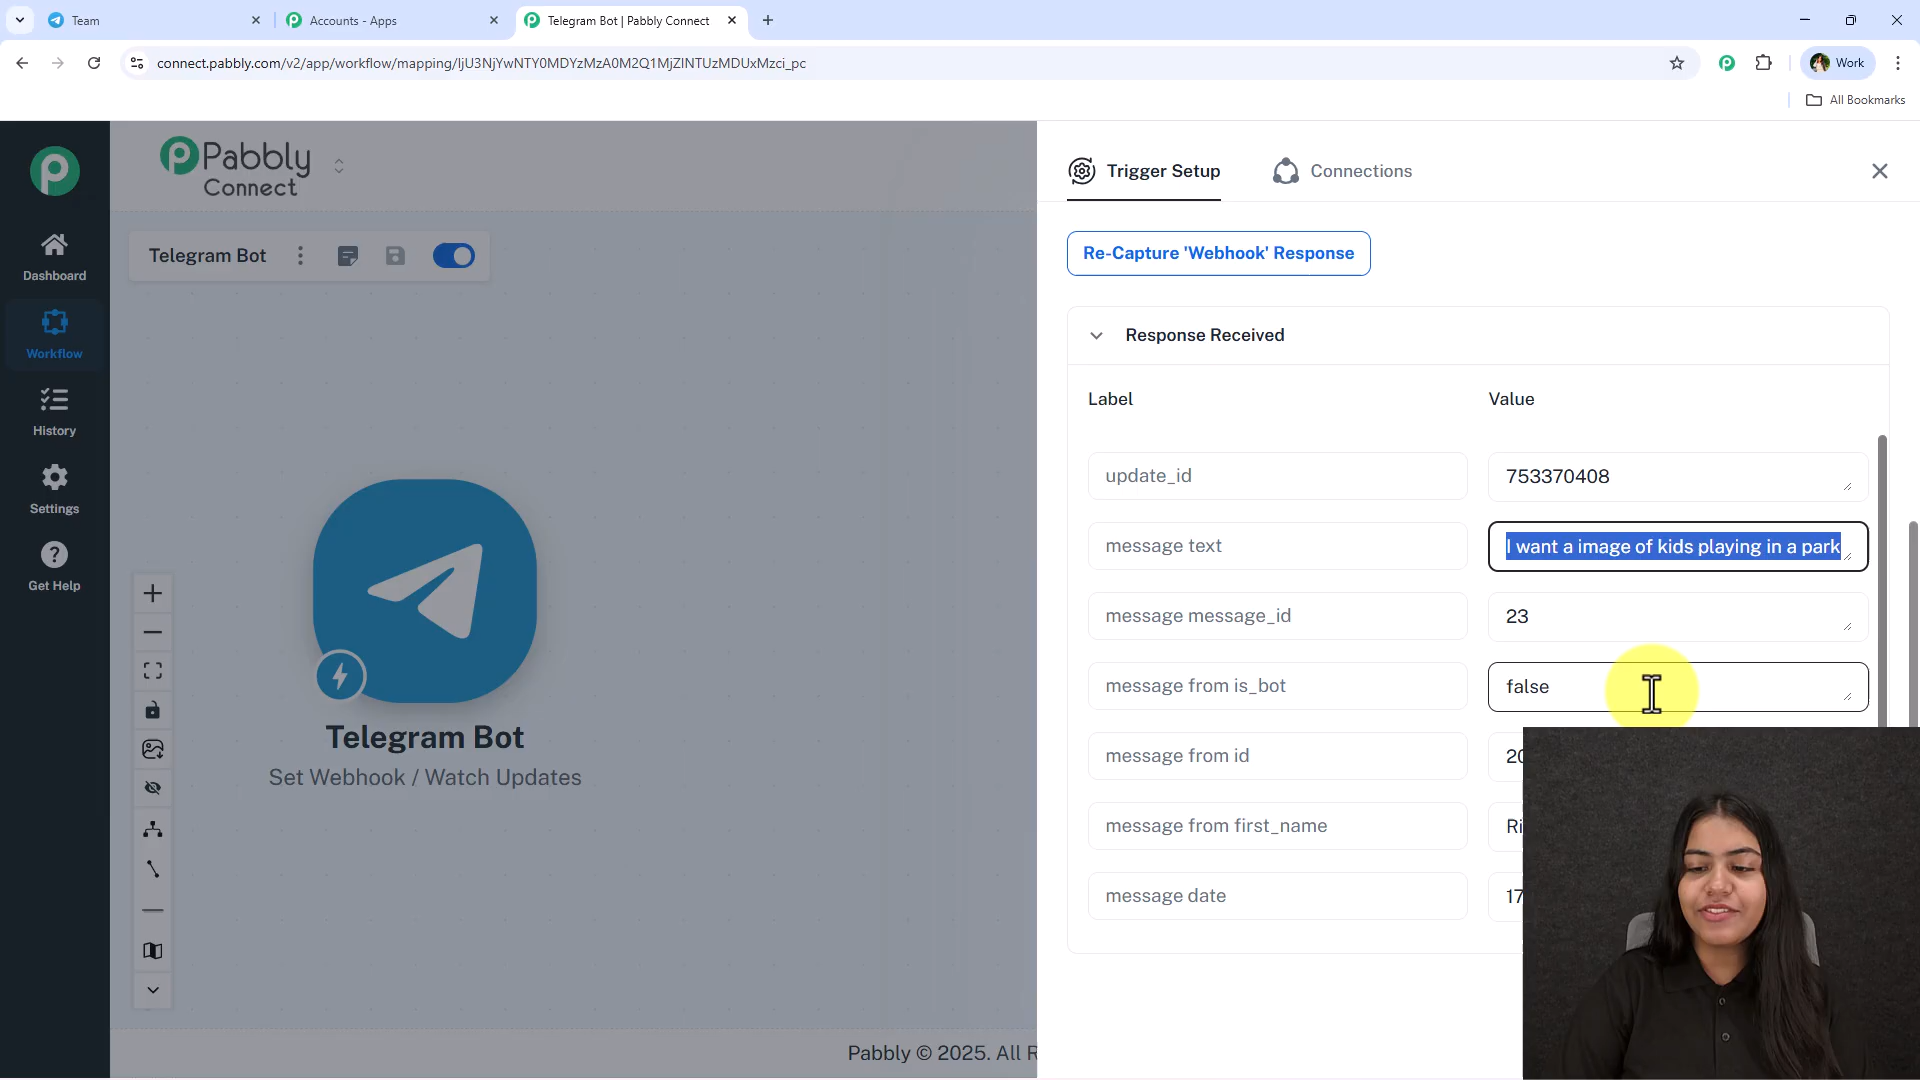 Team
Accounts - Apps
Telegram Bot | Pabbly Connect
connect.pabbly.com/v2/app/workflow/mapping/IjU3NjYwNTY0MDYzMzA0M2Q1MjZlNTUzMDUxMzci_pc
Work
All Bookmarks
Pabbly
Connect
Trigger Setup
Connections
Dashboard
Workflow
History
Settings
Get Help
Telegram Bot
Telegram Bot
Set Webhook / Watch Updates
Re-Capture 'Webhook' Response
Response Received
Label
Value
update_id
753370408
message text
I want a image of kids playing in a park
message message_id
23
message from is_bot
false
message from id
20
message from first_name
Ri
message date
17
Pabbly © 2025. All R